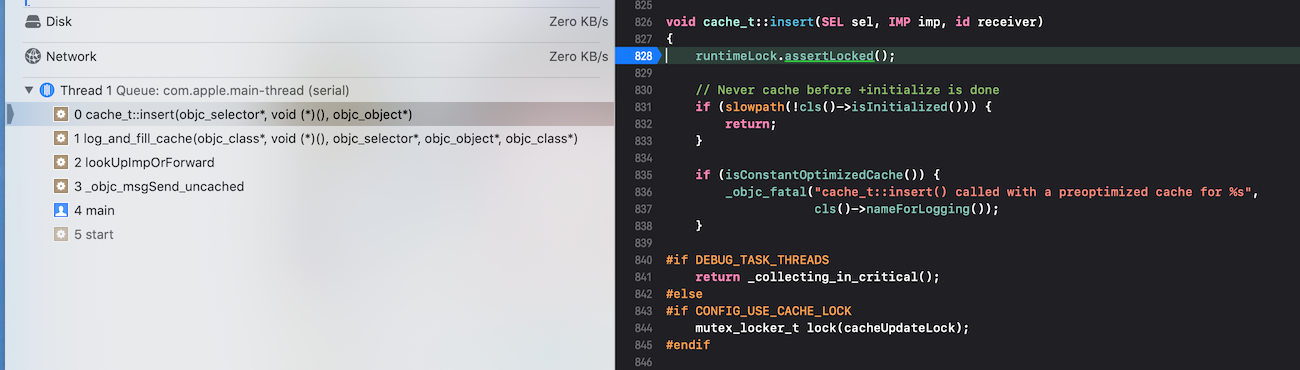 Disk Zero KB/s
Network Zero KB/s
Thread 1 Queue: com.apple.main-thread (serial)
0 cache_t::insert(objc_selector*, void (*)(), objc_object*)
1 log_and_fill_cache(objc_class*, void (*)(), objc_selector*, objc_object*, objc_class*)
2 lookUpImpOrForward
3 _objc_msgSend_uncached
4 main
5 start
825
826 void cache_t::insert(SEL sel, IMP imp, id receiver)
827 {
828     runtimeLock.assertLocked();
829
830     // Never cache before +initialize is done
831     if (slowpath(!cls()->isInitialized())) {
832         return;
833     }
834
835     if (isConstantOptimizedCache()) {
836         _objc_fatal("cache_t::insert() called with a preoptimized cache for %s",
837                     cls()->nameForLogging());
838     }
839
840 #if DEBUG_TASK_THREADS
841     return _collecting_in_critical();
842 #else
843 #if CONFIG_USE_CACHE_LOCK
844     mutex_locker_t lock(cacheUpdateLock);
845 #endif
846